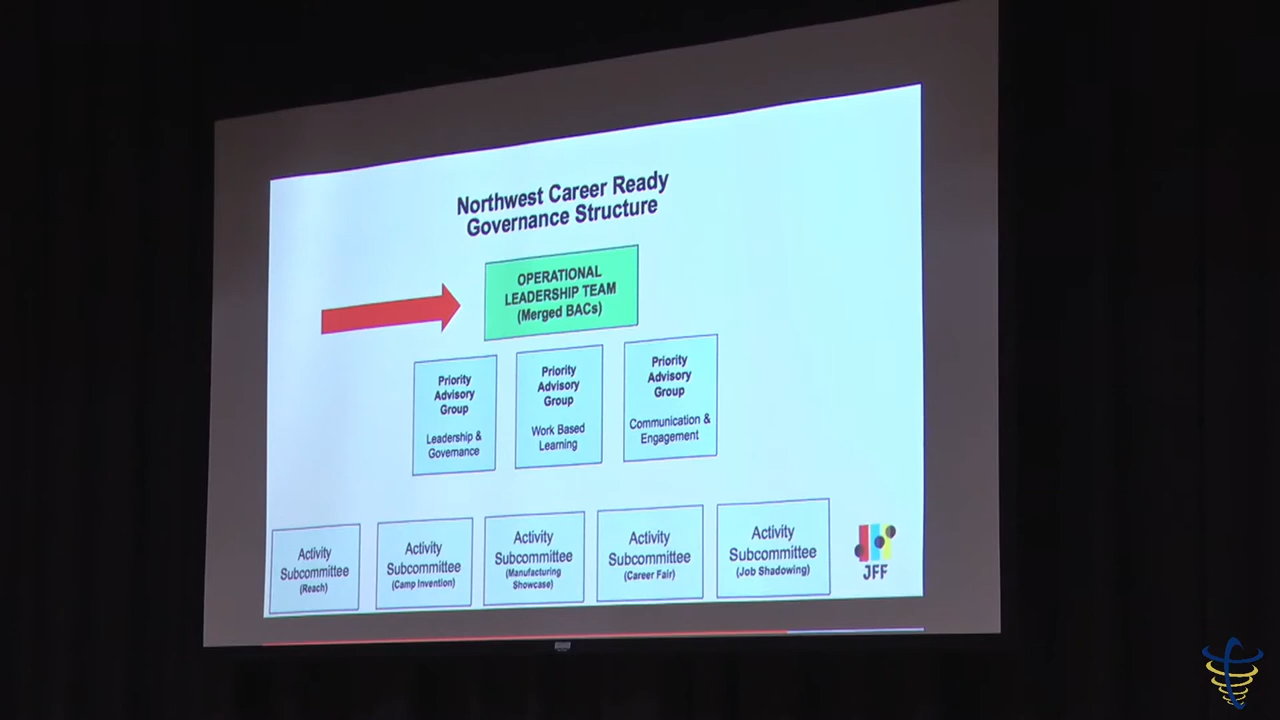 Northwest Career Ready
Governance Structure
OPERATIONAL
LEADERSHIP TEAM
(Merged BACs)
Priority
Advisory
Group
Leadership &
Governance
Priority
Advisory
Group
Work Based
Learning
Priority
Advisory
Group
Communication &
Engagement
Activity
Subcommittee
(Reach)
Activity
Subcommittee
(Camp Invention)
Activity
Subcommittee
(Manufacturing
Showcase)
Activity
Subcommittee
(Career Fair)
Activity
Subcommittee
(Job Shadowing)
JFF